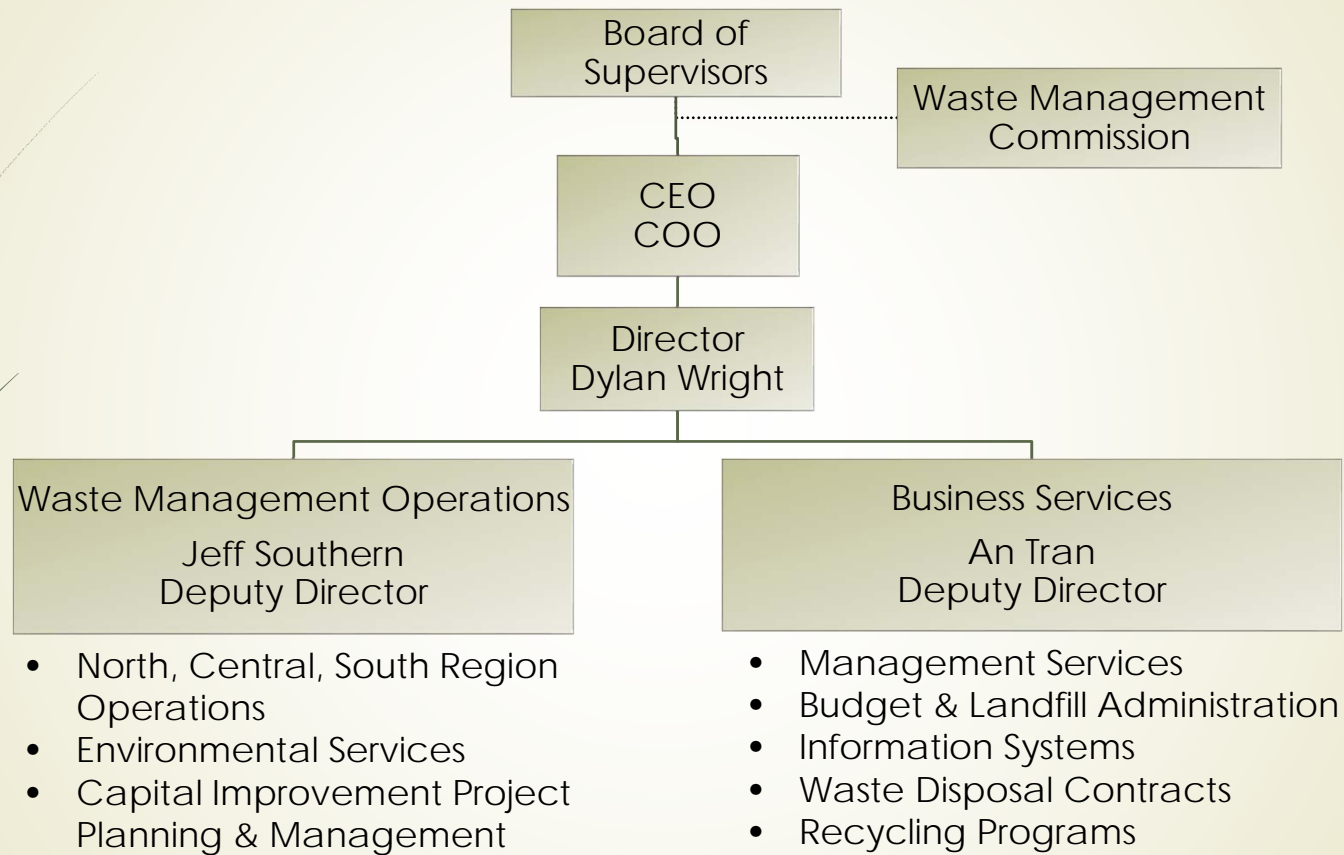 Board of
Supervisors
Waste Management
Commission
CEO
COO
Director
Dylan Wright
Waste Management Operations
Jeff Southern
Deputy Director
• North, Central, South Region
Operations
• Environmental Services
• Capital Improvement Project
Planning & Management
Business Services
An Tran
Deputy Director
• Management Services
• Budget & Landfill Administration
• Information Systems
• Waste Disposal Contracts
• Recycling Programs